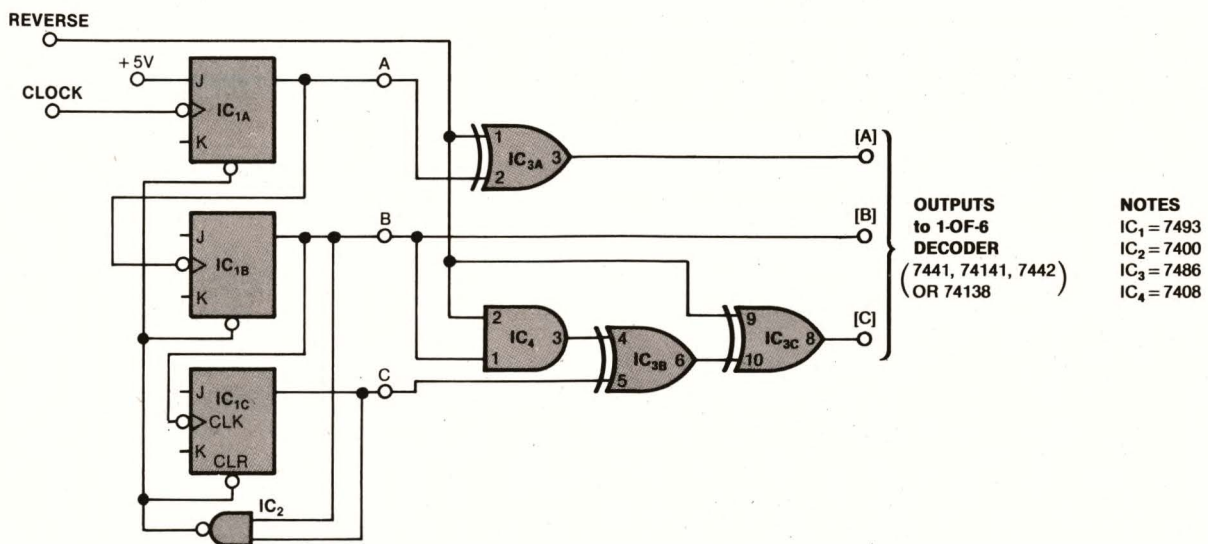 REVERSE
+5V
CLOCK
J
IC1A
K
A
1
2
IC3A
3
[A]
J
IC1B
K
B
[B]
2
1
IC4
3
4
5
IC3B
6
9
10
IC3C
8
[C]
J
IC1C
CLK
K
CLR
C
IC2
OUTPUTS
to 1-OF-6
DECODER
(7441, 74141, 7442)
OR 74138
NOTES
IC1 = 7493
IC2 = 7400
IC3 = 7486
IC4 = 7408